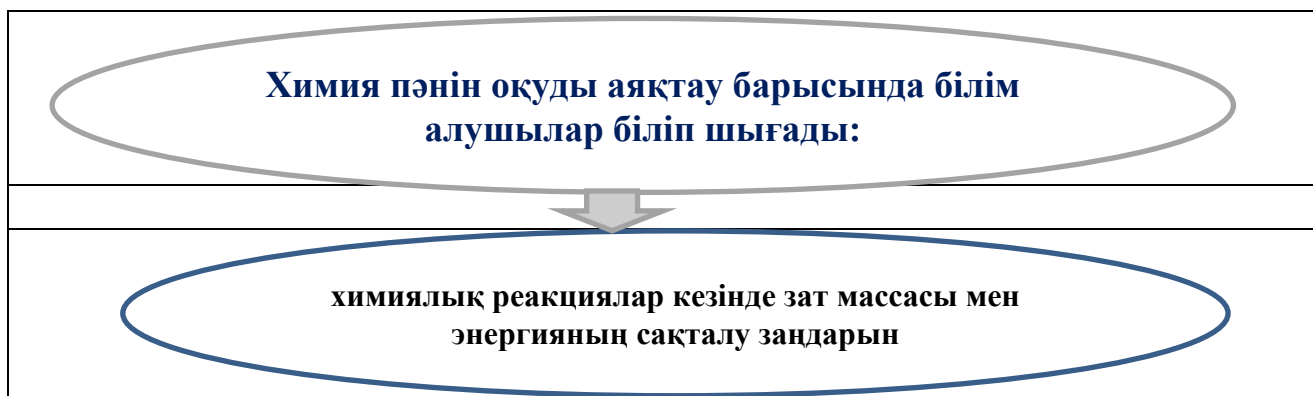 Химия пәнін оқуды аяқтау барысында білім
алушылар біліп шығады:
химиялық реакциялар кезінде зат массасы мен
энергияның сақталу заңдарын